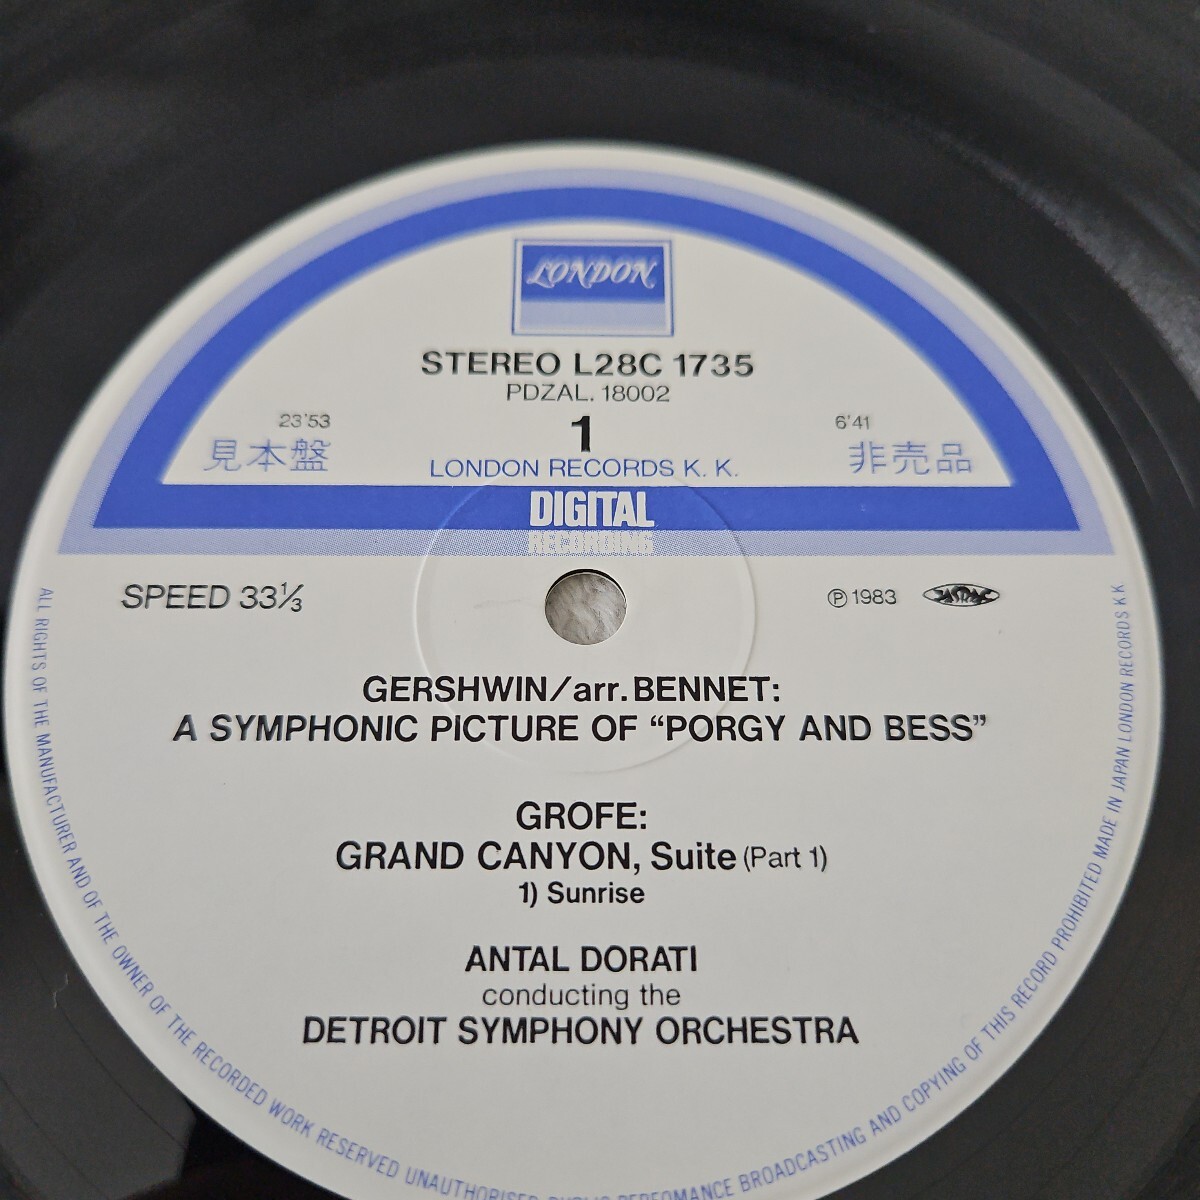 LONDON
STEREO L28C 1735
PDZAL. 18002
23'53 1 6'41
見本盤 LONDON RECORDS K. K. 非売品
DIGITAL
RECORDING
SPEED 33⅓ Ⓟ 1983 JASRAC
GERSHWIN/arr. BENNET:
A SYMPHONIC PICTURE OF “PORGY AND BESS”
GROFE:
GRAND CANYON, Suite (Part 1)
1) Sunrise
ANTAL DORATI
conducting the
DETROIT SYMPHONY ORCHESTRA
ALL RIGHTS OF THE MANUFACTURER AND OF THE OWNER OF THE RECORDED WORK RESERVED UNAUTHORISED PUBLIC PERFOMANCE BROADCASTING AND COPYING OF THIS RECORD PROHIBITED MADE IN JAPAN LONDON RECORDS K.K